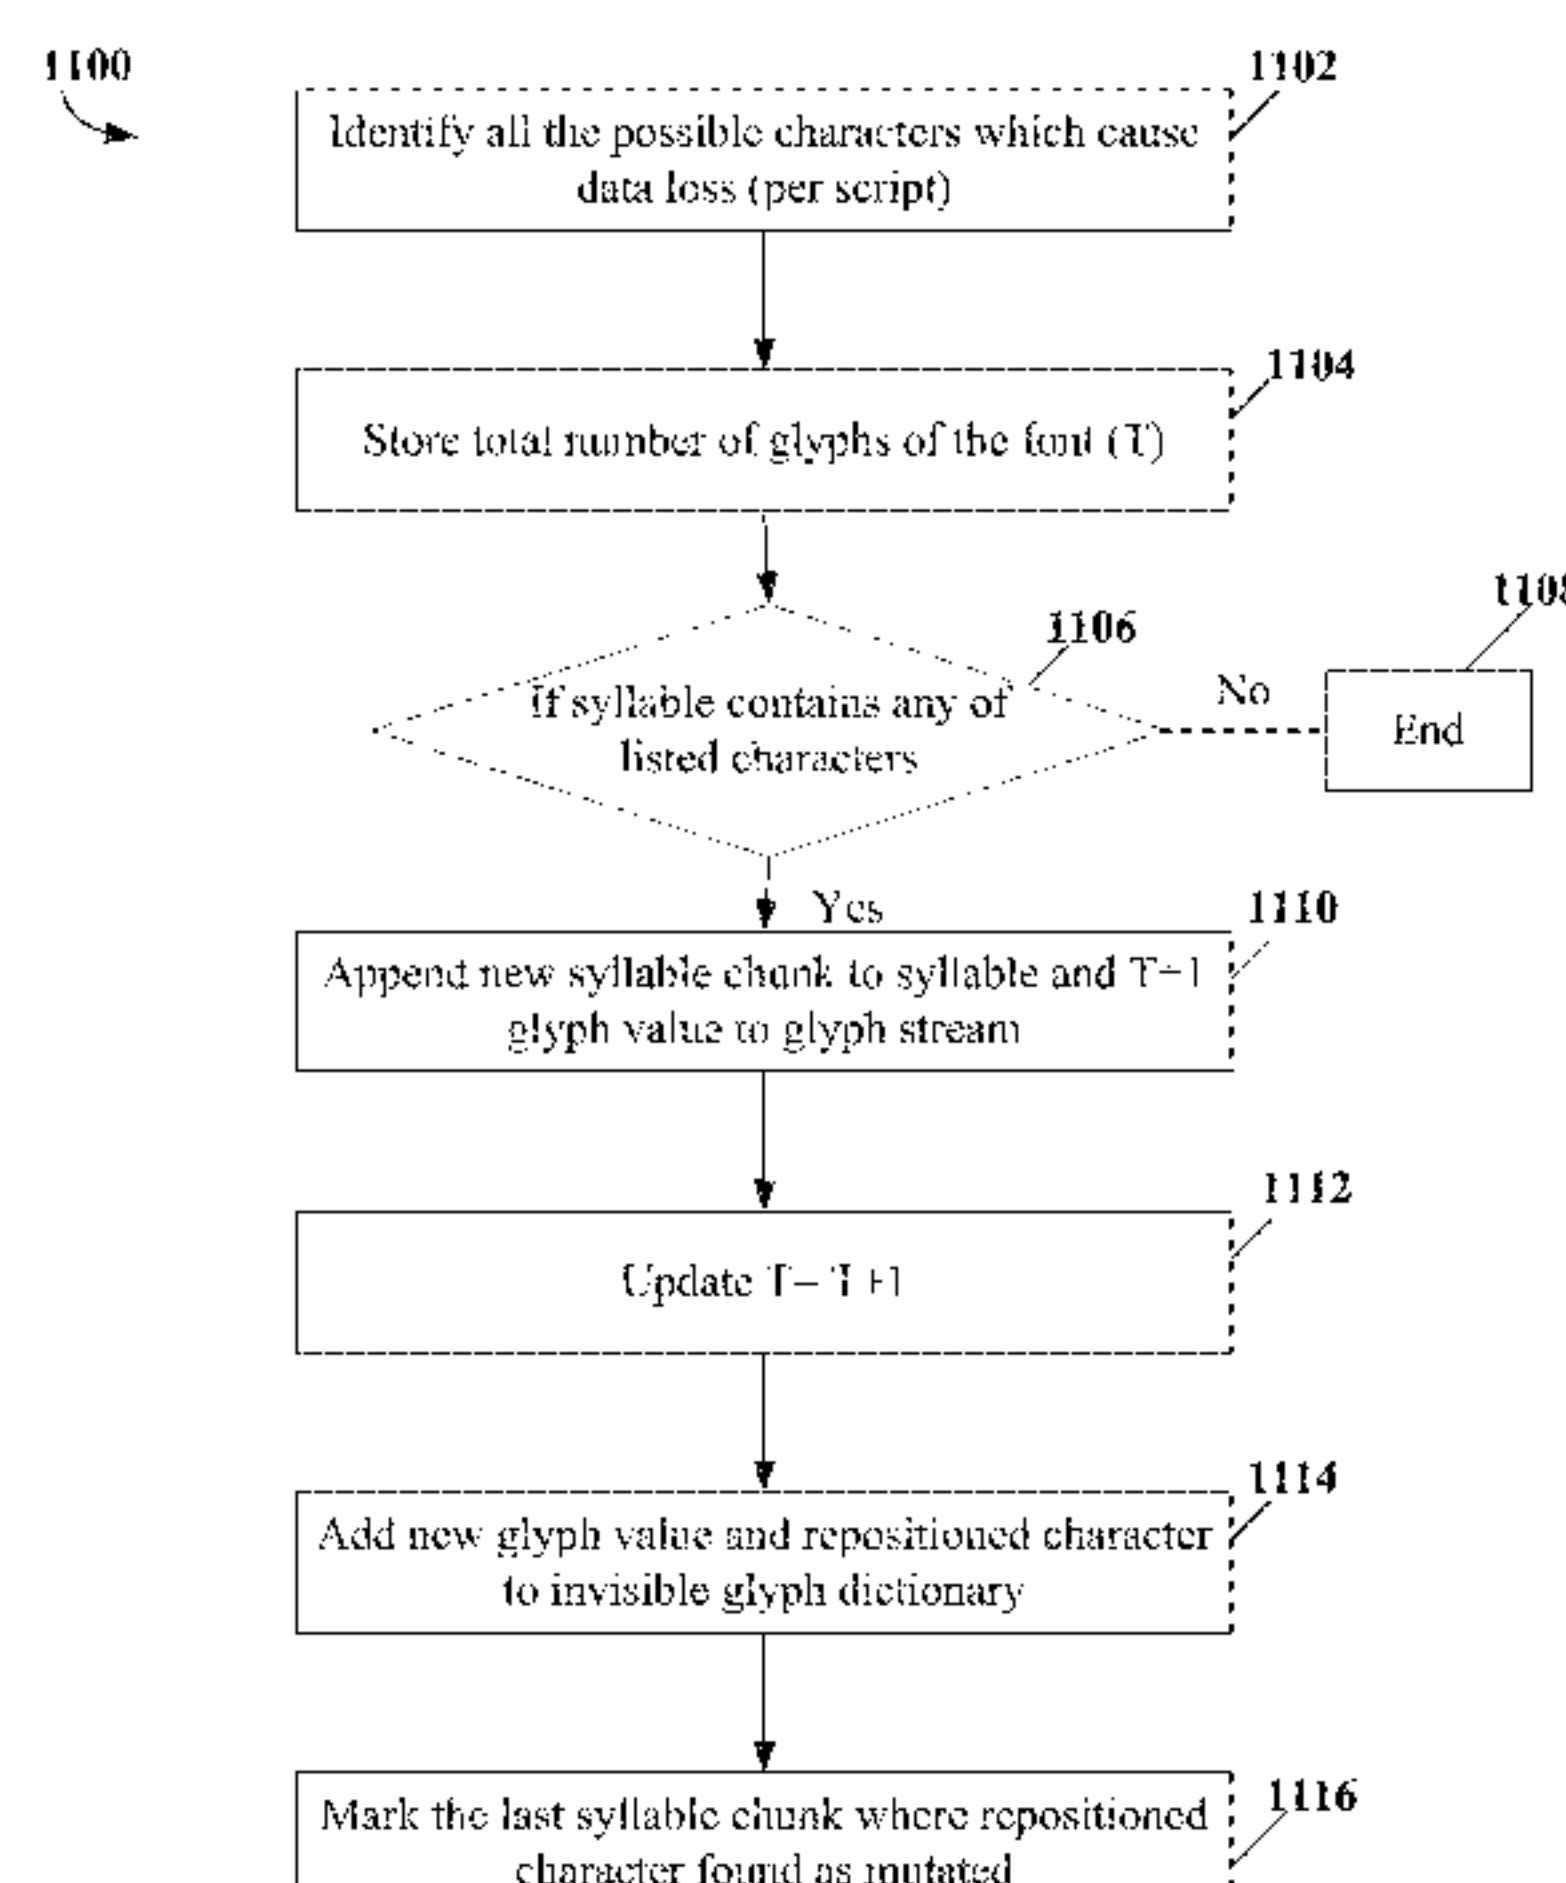 1100
1102
Identify all the possible characters which cause
data loss (per script)
1104
Store total number of glyphs of the font (T)
1106
1108
If syllable contains any of
listed characters
No
End
Yes
1110
Append new syllable chunk to syllable and T+1
glyph value to glyph stream
1112
Update T= T+1
1114
Add new glyph value and repositioned character
to invisible glyph dictionary
1116
Mark the last syllable chunk where repositioned
character found as mutated